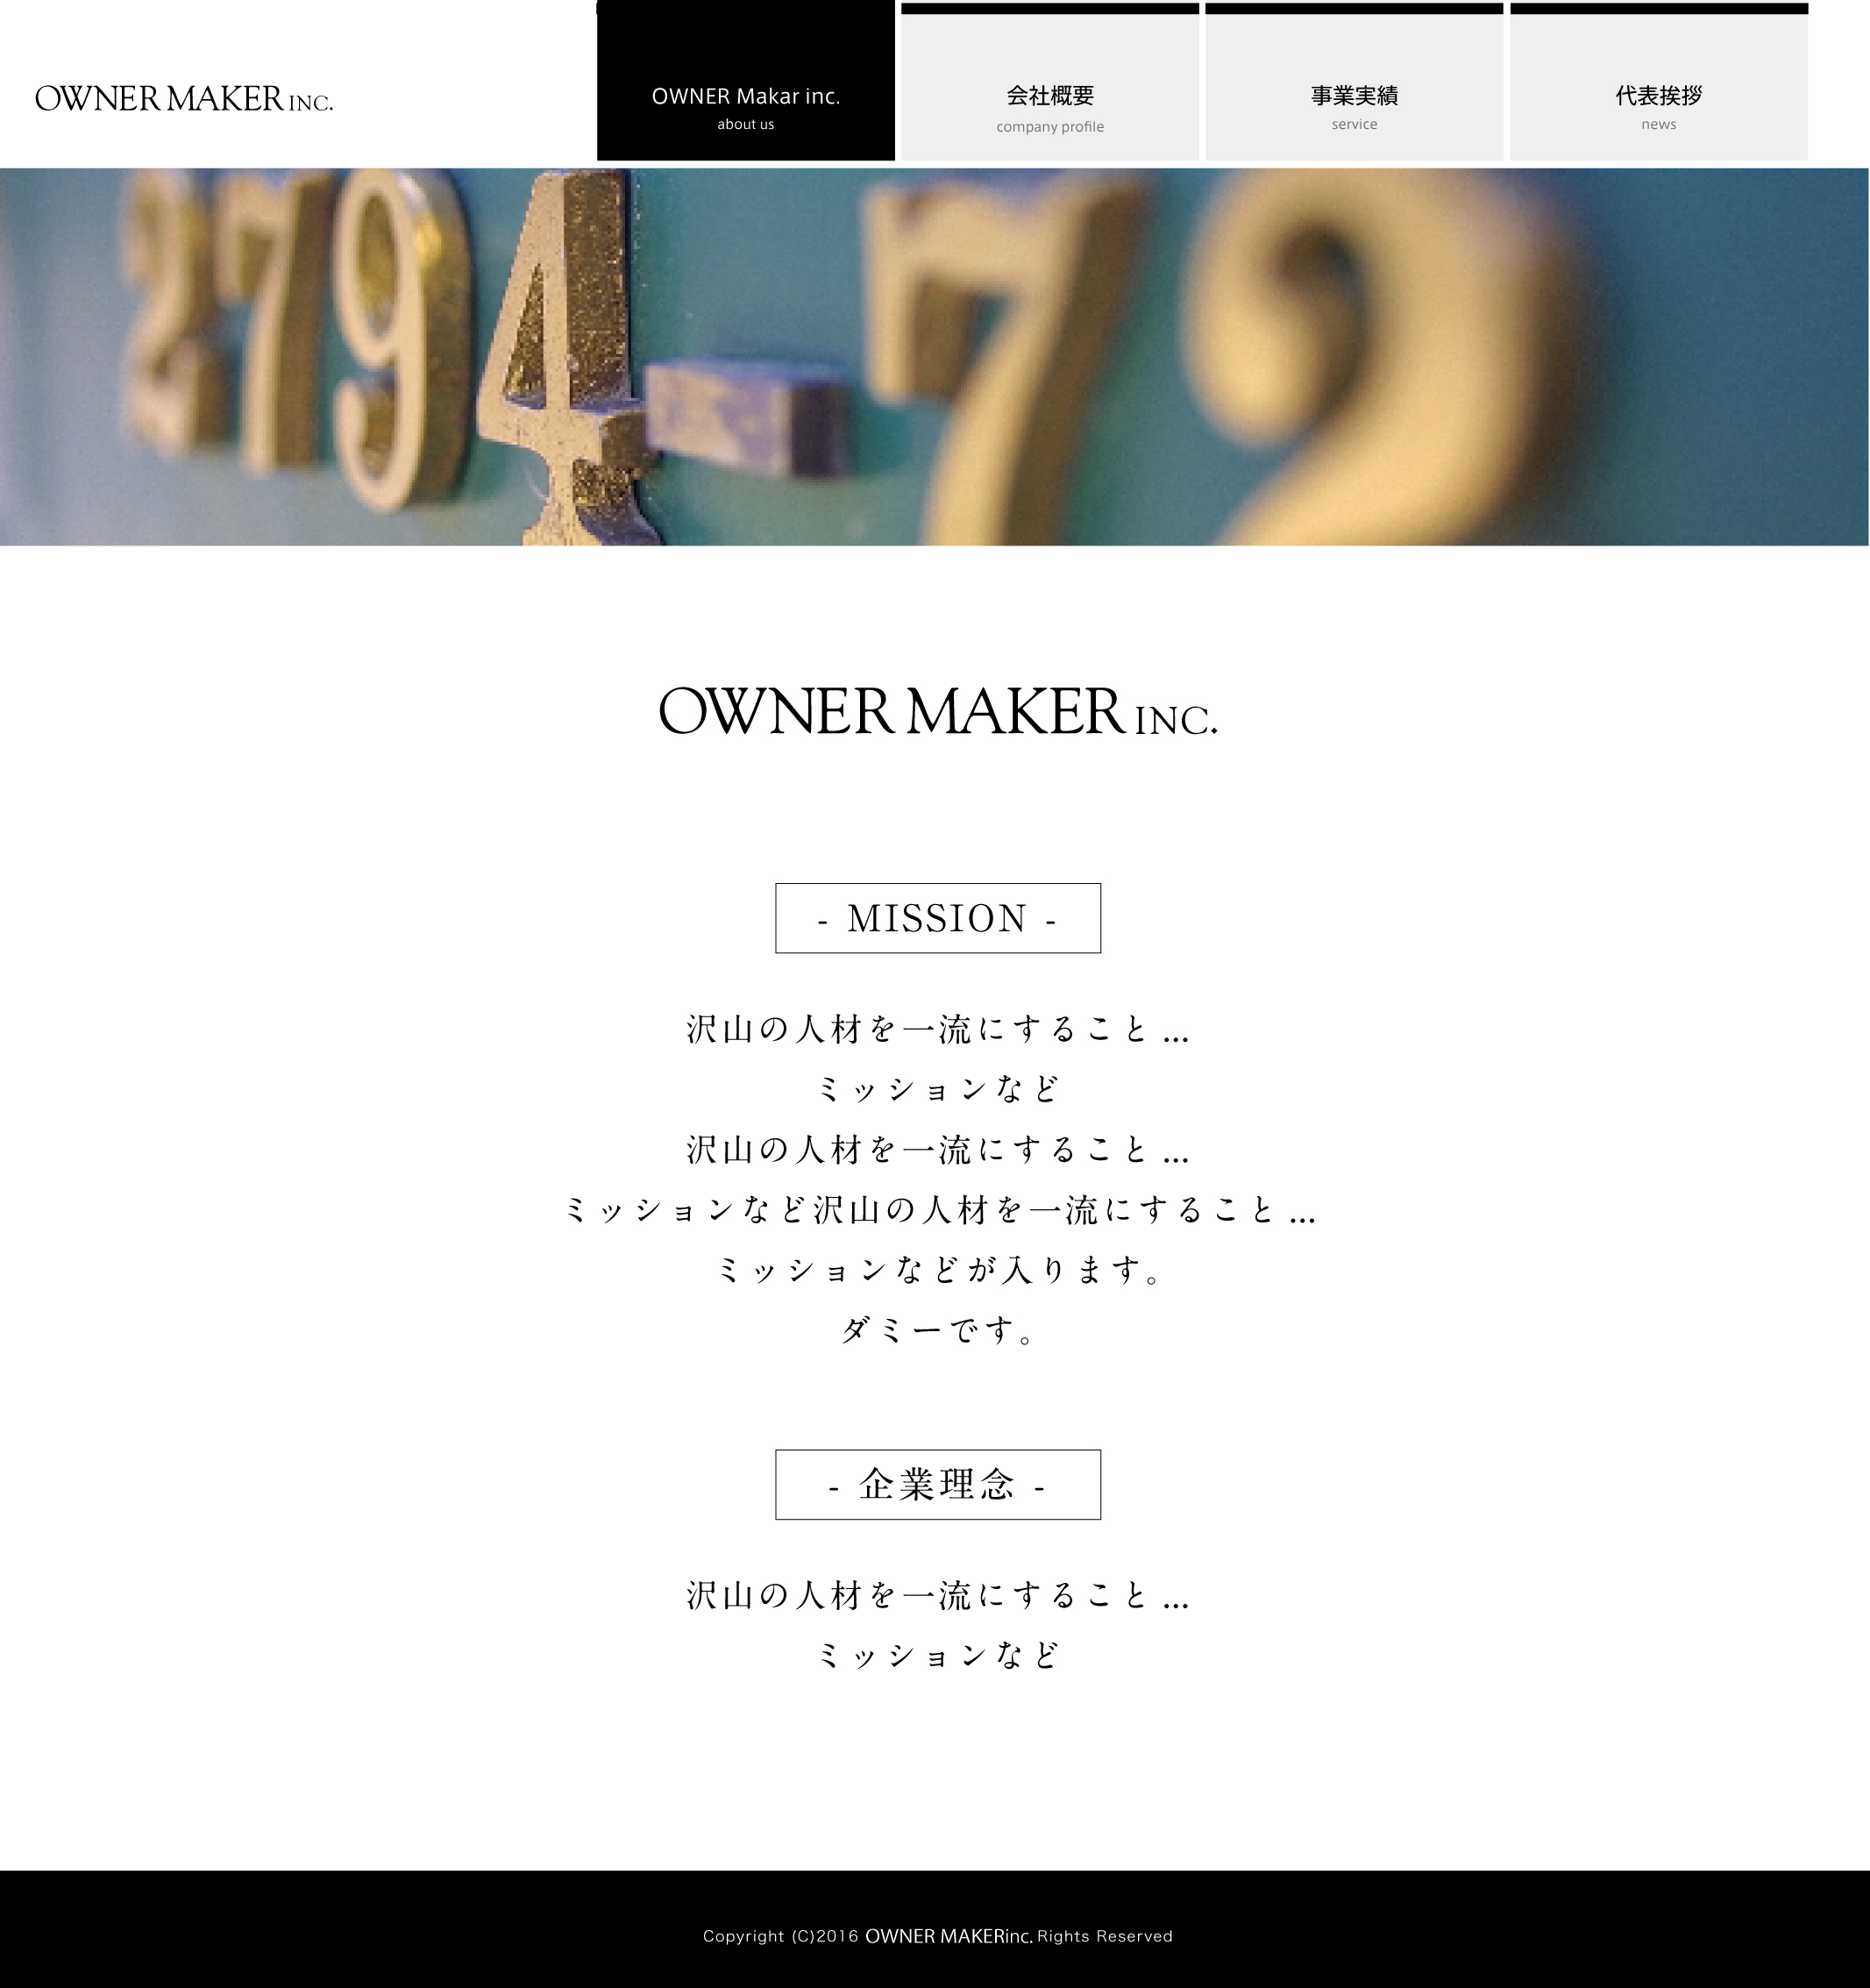 OWNER MAKER INC.
OWNER Makar inc.
about us
会社概要
company profile
事業実績
service
代表挨拶
news
2794-72
OWNER MAKER INC.
- MISSION -
沢山の人材を一流にすること ...
ミッションなど
沢山の人材を一流にすること ...
ミッションなど沢山の人材を一流にすること ...
ミッションなどが入ります。
ダミーです。
- 企業理念 -
沢山の人材を一流にすること ...
ミッションなど
Copyright (C)2016 OWNER MAKERinc. Rights Reserved